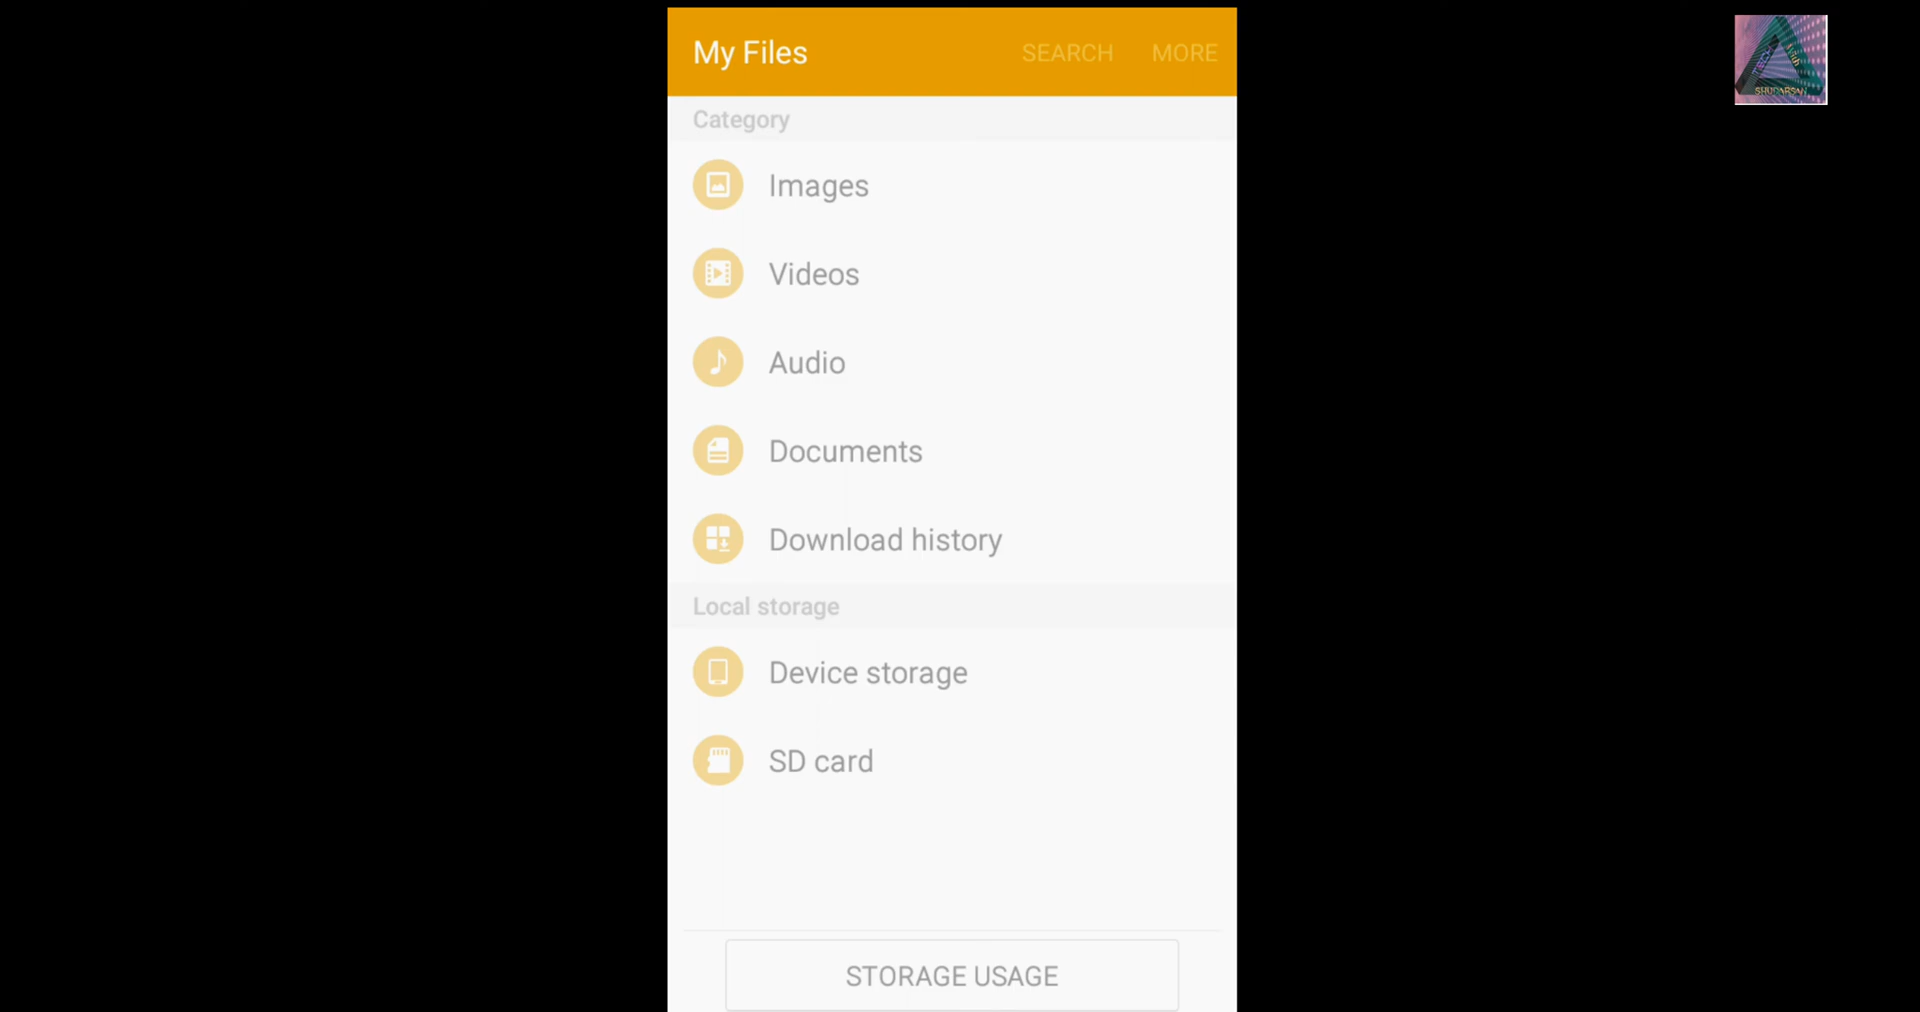 My Files
SEARCH
MORE
Category
Images
Videos
Audio
Documents
Download history
Local storage
Device storage
SD card
STORAGE USAGE
SHUDARSAN